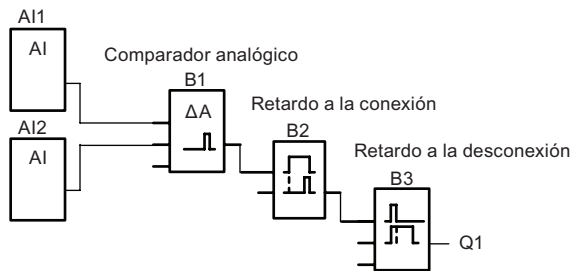 AI1
AI
Comparador analógico
B1
ΔA
Retardo a la conexión
B2
AI2
AI
Retardo a la desconexión
B3
Q1